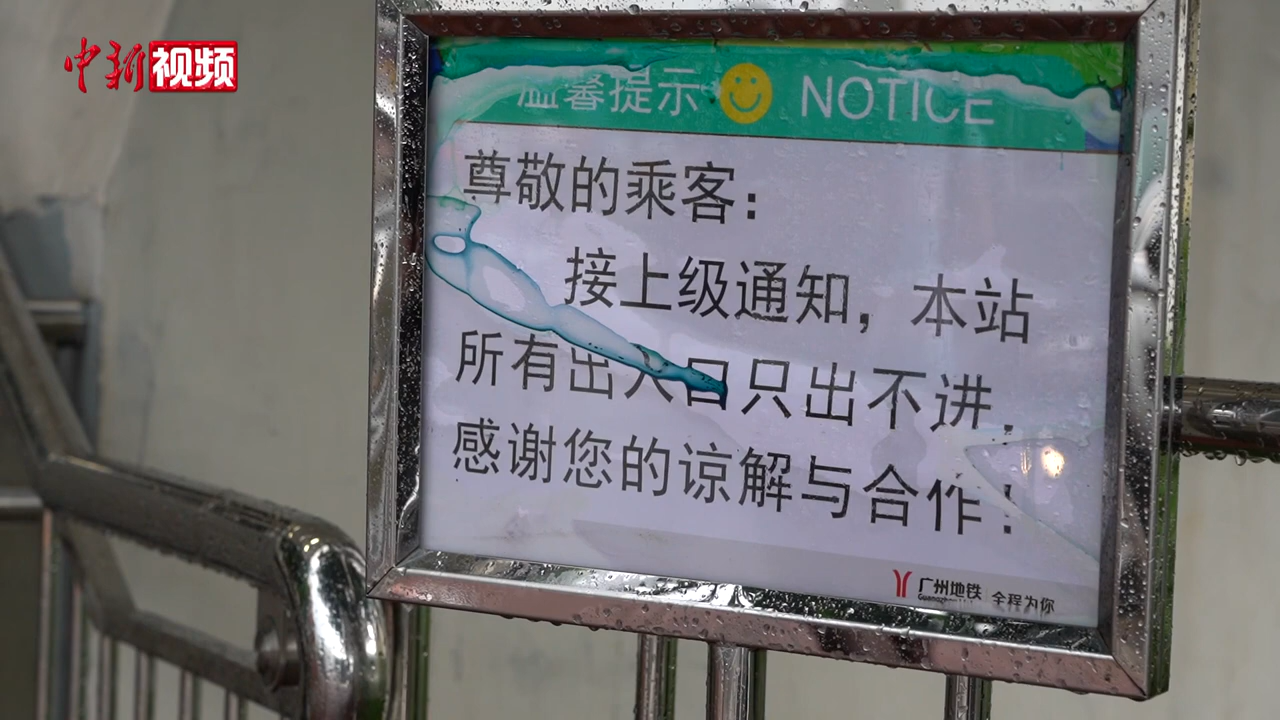 中新视频
温馨提示 NOTICE
尊敬的乘客：
接上级通知，本站
所有出入口只出不进，
感谢您的谅解与合作！
广州地铁 全程为你